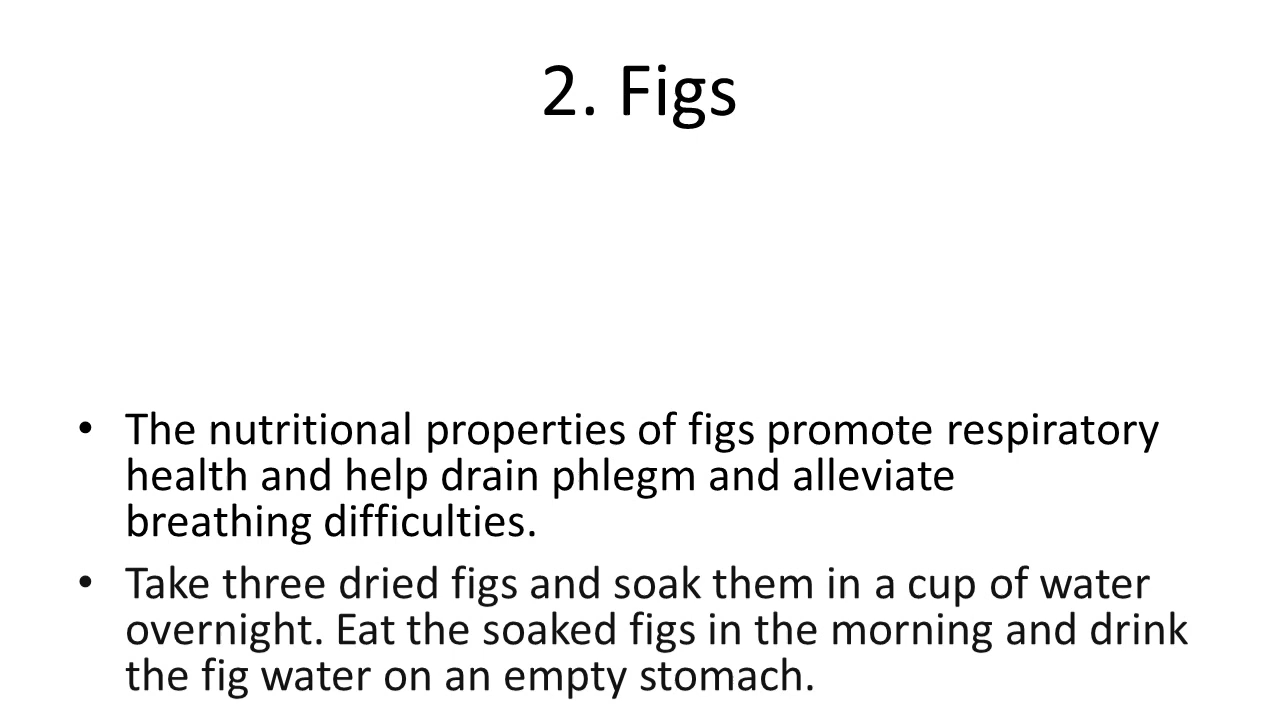 2. Figs
• The nutritional properties of figs promote respiratory
health and help drain phlegm and alleviate
breathing difficulties.
• Take three dried figs and soak them in a cup of water
overnight. Eat the soaked figs in the morning and drink
the fig water on an empty stomach.